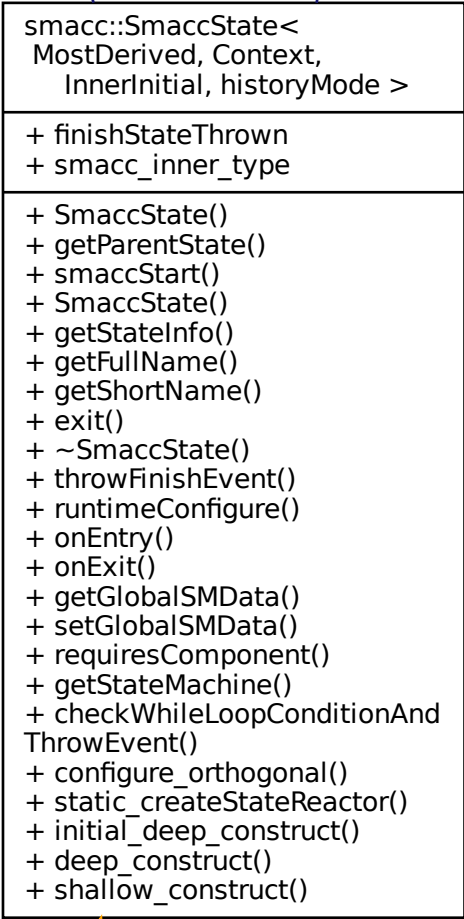 smacc::SmaccState<
MostDerived, Context,
InnerInitial, historyMode >
+ finishStateThrown
+ smacc_inner_type
+ SmaccState()
+ getParentState()
+ smaccStart()
+ SmaccState()
+ getStateInfo()
+ getFullName()
+ getShortName()
+ exit()
+ ~SmaccState()
+ throwFinishEvent()
+ runtimeConfigure()
+ onEntry()
+ onExit()
+ getGlobalSMData()
+ setGlobalSMData()
+ requiresComponent()
+ getStateMachine()
+ checkWhileLoopConditionAnd
ThrowEvent()
+ configure_orthogonal()
+ static_createStateReactor()
+ initial_deep_construct()
+ deep_construct()
+ shallow_construct()